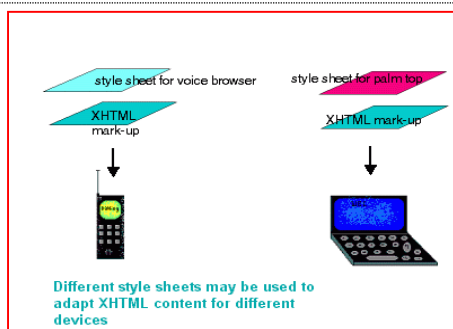 style sheet for voice browser
XHTML
mark-up
style sheet for palm top
XHTML mark-up
Different style sheets may be used to
adapt XHTML content for different
devices